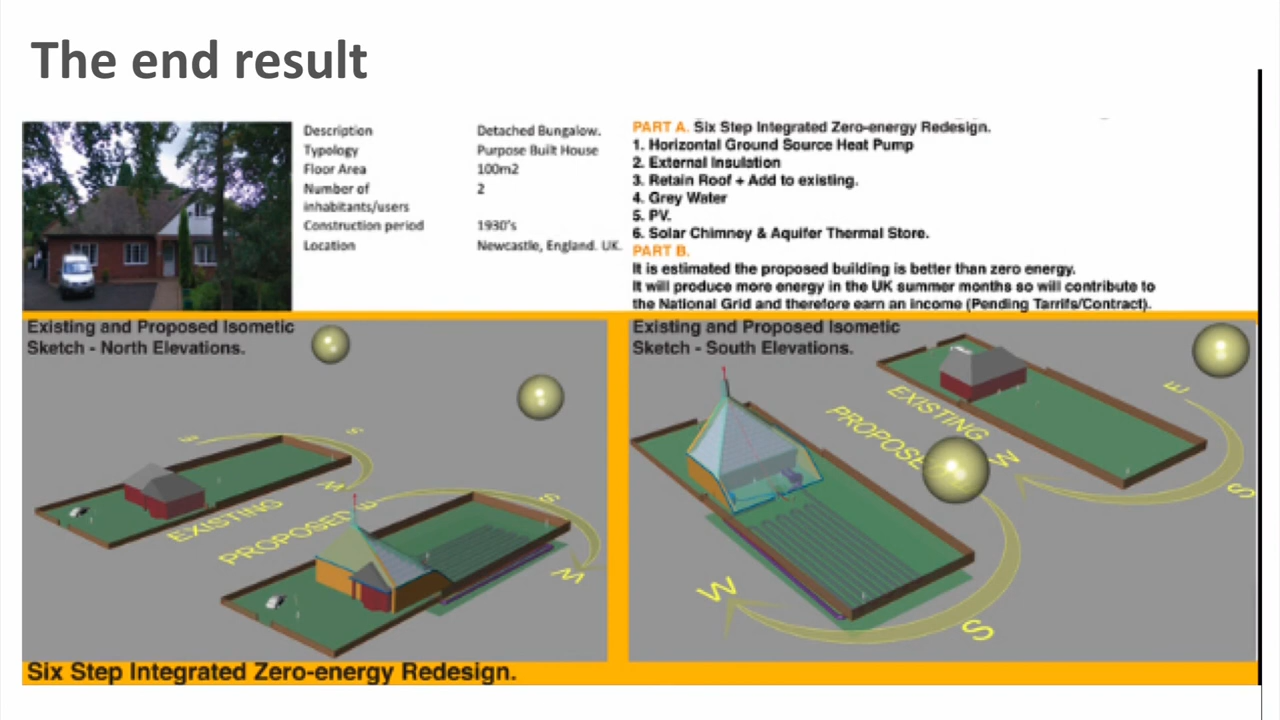 The end result
Description Detached Bungalow.
Typology Purpose Built House
Floor Area 100m2
Number of 2
inhabitants/users
Construction period 1930's
Location Newcastle, England. UK.
PART A. Six Step Integrated Zero-energy Redesign.
1. Horizontal Ground Source Heat Pump
2. External Insulation
3. Retain Roof + Add to existing.
4. Grey Water
5. PV.
6. Solar Chimney & Aquifer Thermal Store.
PART B.
It is estimated the proposed building is better than zero energy.
It will produce more energy in the UK summer months so will contribute to
the National Grid and therefore earn an income (Pending Tarrifs/Contract).
Existing and Proposed Isometic
Sketch - North Elevations.
E
S
W
EXISTING
PROPOSED
E
S
W
Existing and Proposed Isometic
Sketch - South Elevations.
E
EXISTING
W
S
PROPOSE
W
S
Six Step Integrated Zero-energy Redesign.